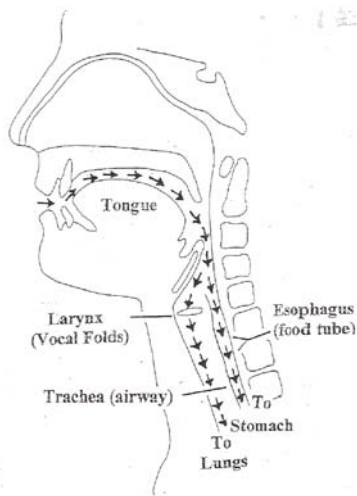 Tongue
Larynx
(Vocal Folds)
Esophagus
(food tube)
Trachea (airway)
To
Stomach
To
Lungs